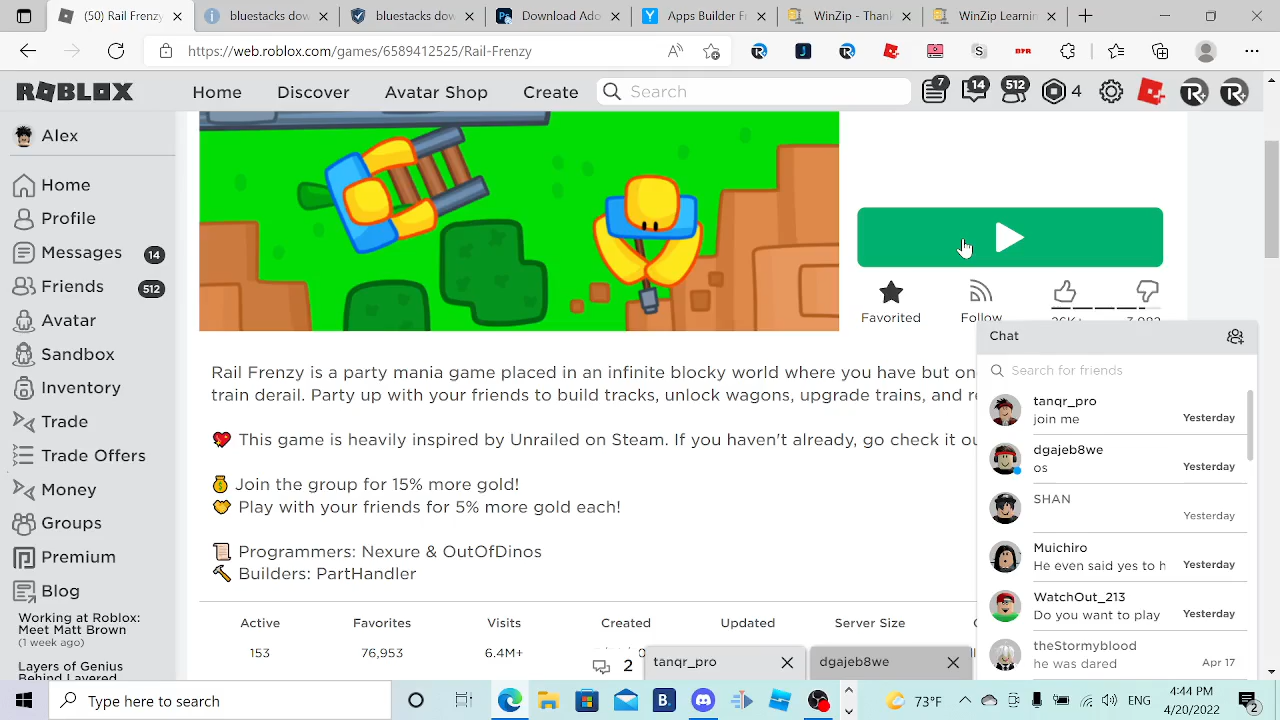 (50) Rail Frenzy
bluestacks dow
bluestacks dow
Download Ado
Apps Builder F
WinZip - Thank
WinZip Learnin
https://web.roblox.com/games/6589412525/Rail-Frenzy
ROBLOX
Home
Discover
Avatar Shop
Create
Search
7
14
512
4
Alex
Home
Profile
Messages 14
Friends 512
Avatar
Sandbox
Inventory
Trade
Trade Offers
Money
Groups
Premium
Blog
Working at Roblox:
Meet Matt Brown
(1 week ago)
Layers of Genius
Favorited
Follow
Rail Frenzy is a party mania game placed in an infinite blocky world where you have but on
train derail. Party up with your friends to build tracks, unlock wagons, upgrade trains, and re
💖 This game is heavily inspired by Unrailed on Steam. If you haven't already, go check it ou
💰 Join the group for 15% more gold!
💛 Play with your friends for 5% more gold each!
📜 Programmers: Nexure & OutOfDinos
🔨 Builders: PartHandler
Active
Favorites
Visits
Created
Updated
Server Size
153
76,953
6.4M+
Chat
Search for friends
tanqr_pro
join me
Yesterday
dgajeb8we
os
Yesterday
SHAN
Yesterday
Muichiro
He even said yes to h
Yesterday
WatchOut_213
Do you want to play
Yesterday
theStormyblood
he was dared
Apr 17
2
tanqr_pro
dgajeb8we
Type here to search
73°F
ENG
4:44 PM
4/20/2022
2